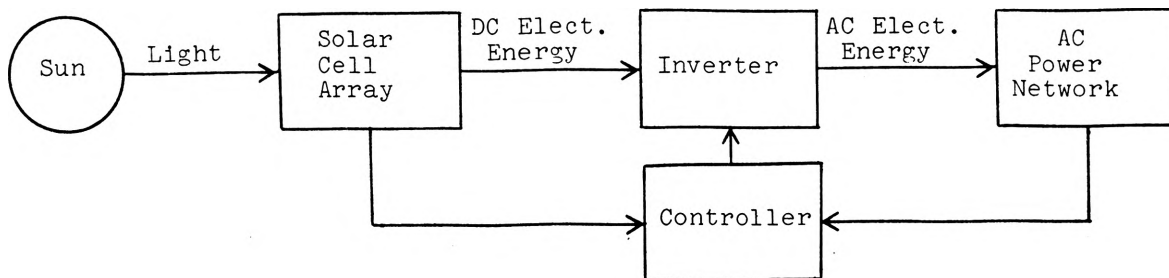 Sun
Light
Solar
Cell
Array
DC Elect.
Energy
Inverter
AC Elect.
Energy
AC
Power
Network
Controller